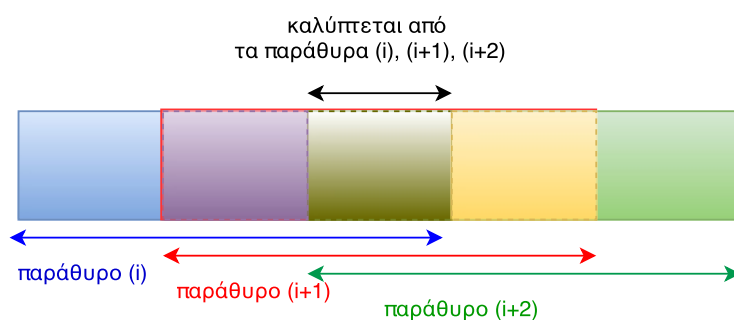 καλύπτεται από
τα παράθυρα (i), (i+1), (i+2)
παράθυρο (i)
παράθυρο (i+1)
παράθυρο (i+2)